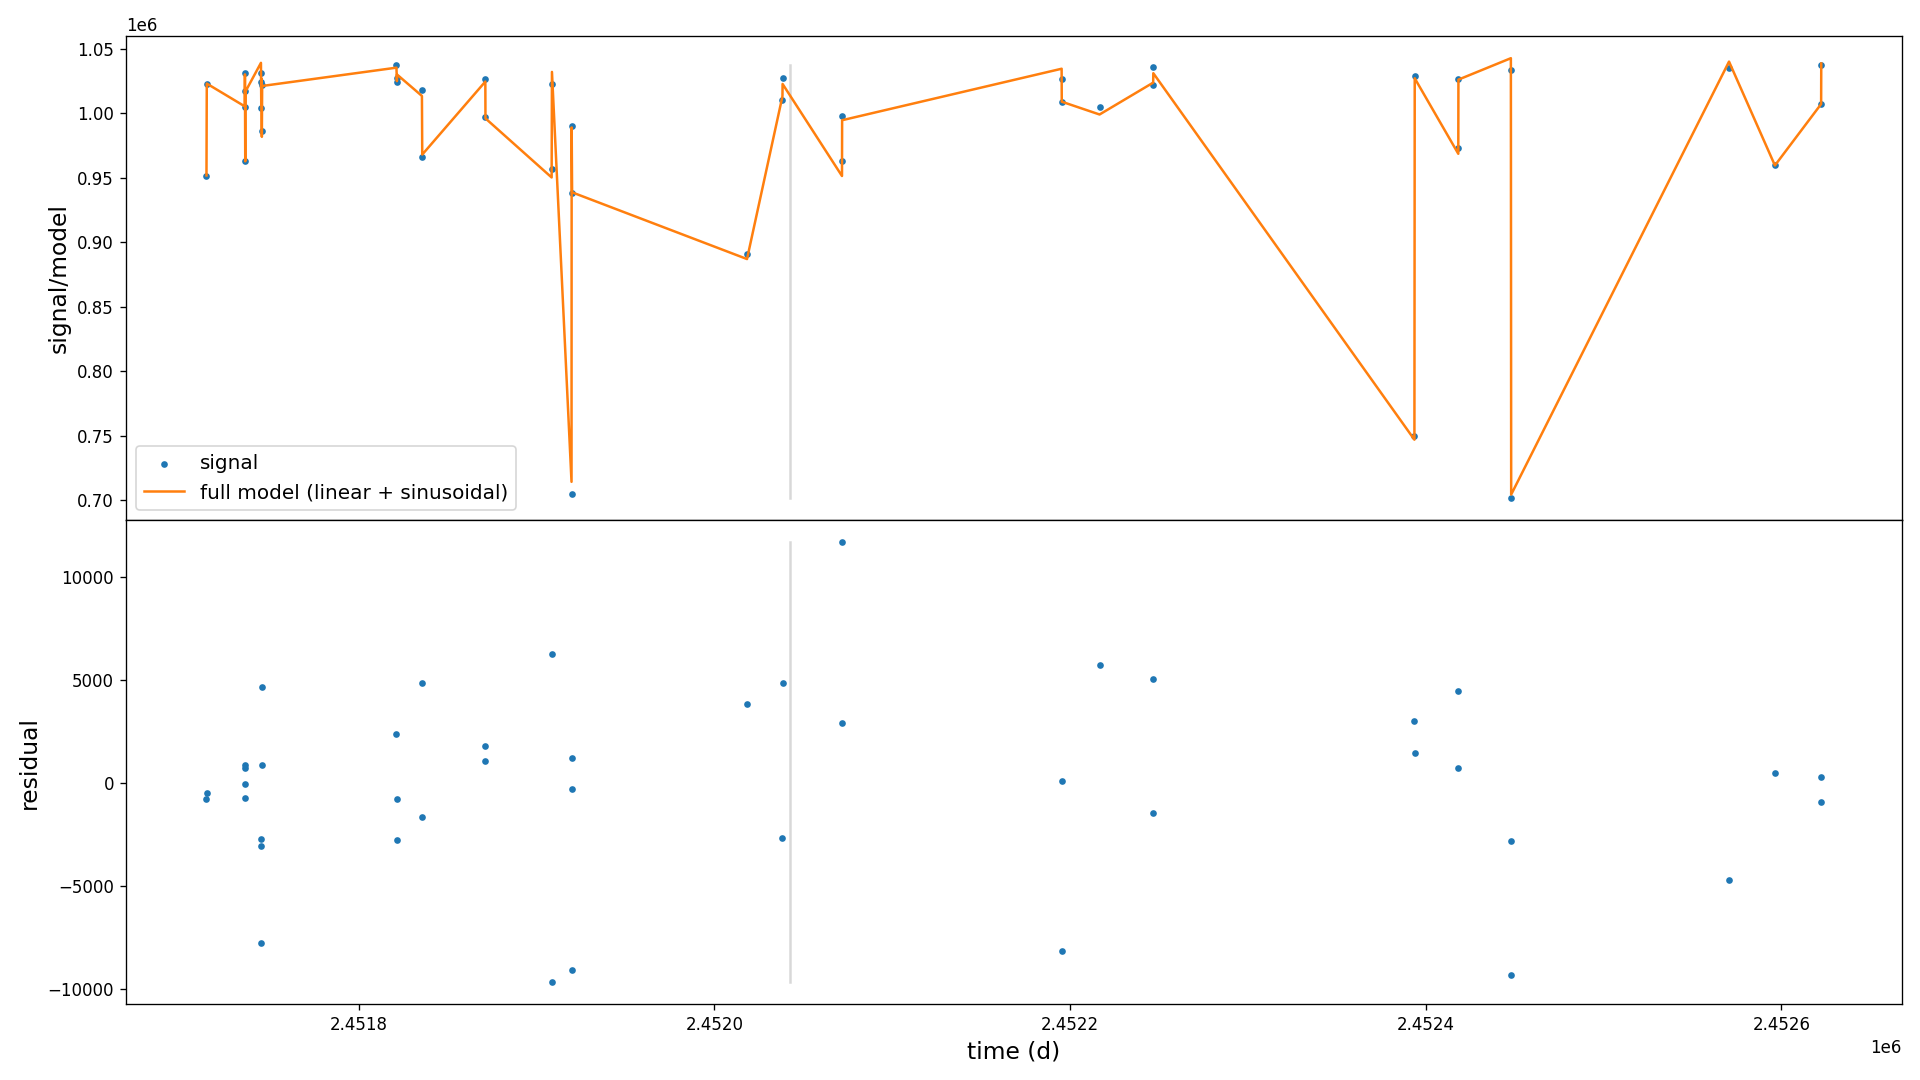 1e6
1.05
1.00
0.95
0.90
0.85
0.80
0.75
0.70
signal/model
signal
full model (linear + sinusoidal)
10000
5000
0
−5000
−10000
residual
2.4518
2.4520
2.4522
2.4524
2.4526
1e6
time (d)